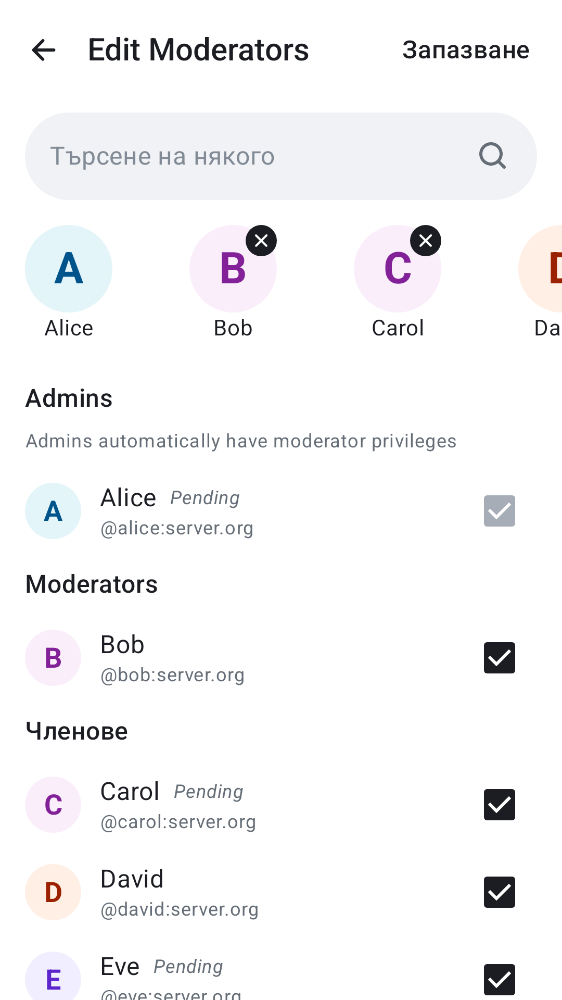 Edit Moderators
Запазване
Търсене на някого
A
B
C
Alice
Bob
Carol
Admins
Admins automatically have moderator privileges
A
Alice Pending
@alice:server.org
Moderators
B
Bob
@bob:server.org
Членове
C
Carol Pending
@carol:server.org
D
David
@david:server.org
E
Eve Pending
@eve:server.org